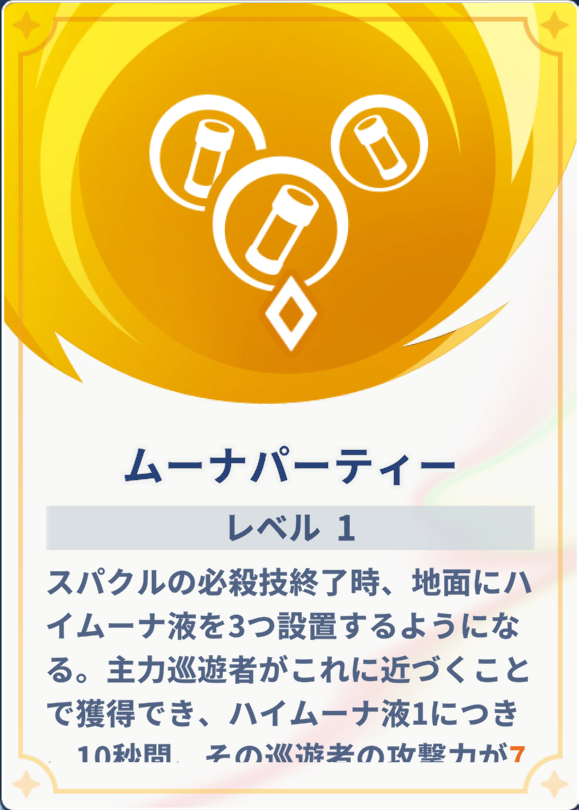 ムーナパーティー
レベル 1
スパクルの必殺技終了時、地面にハ
イムーナ液を3つ設置するようにな
る。主力巡遊者がこれに近づくこと
で獲得でき、ハイムーナ液1につき
、10秒間、その巡遊者の攻撃力が7